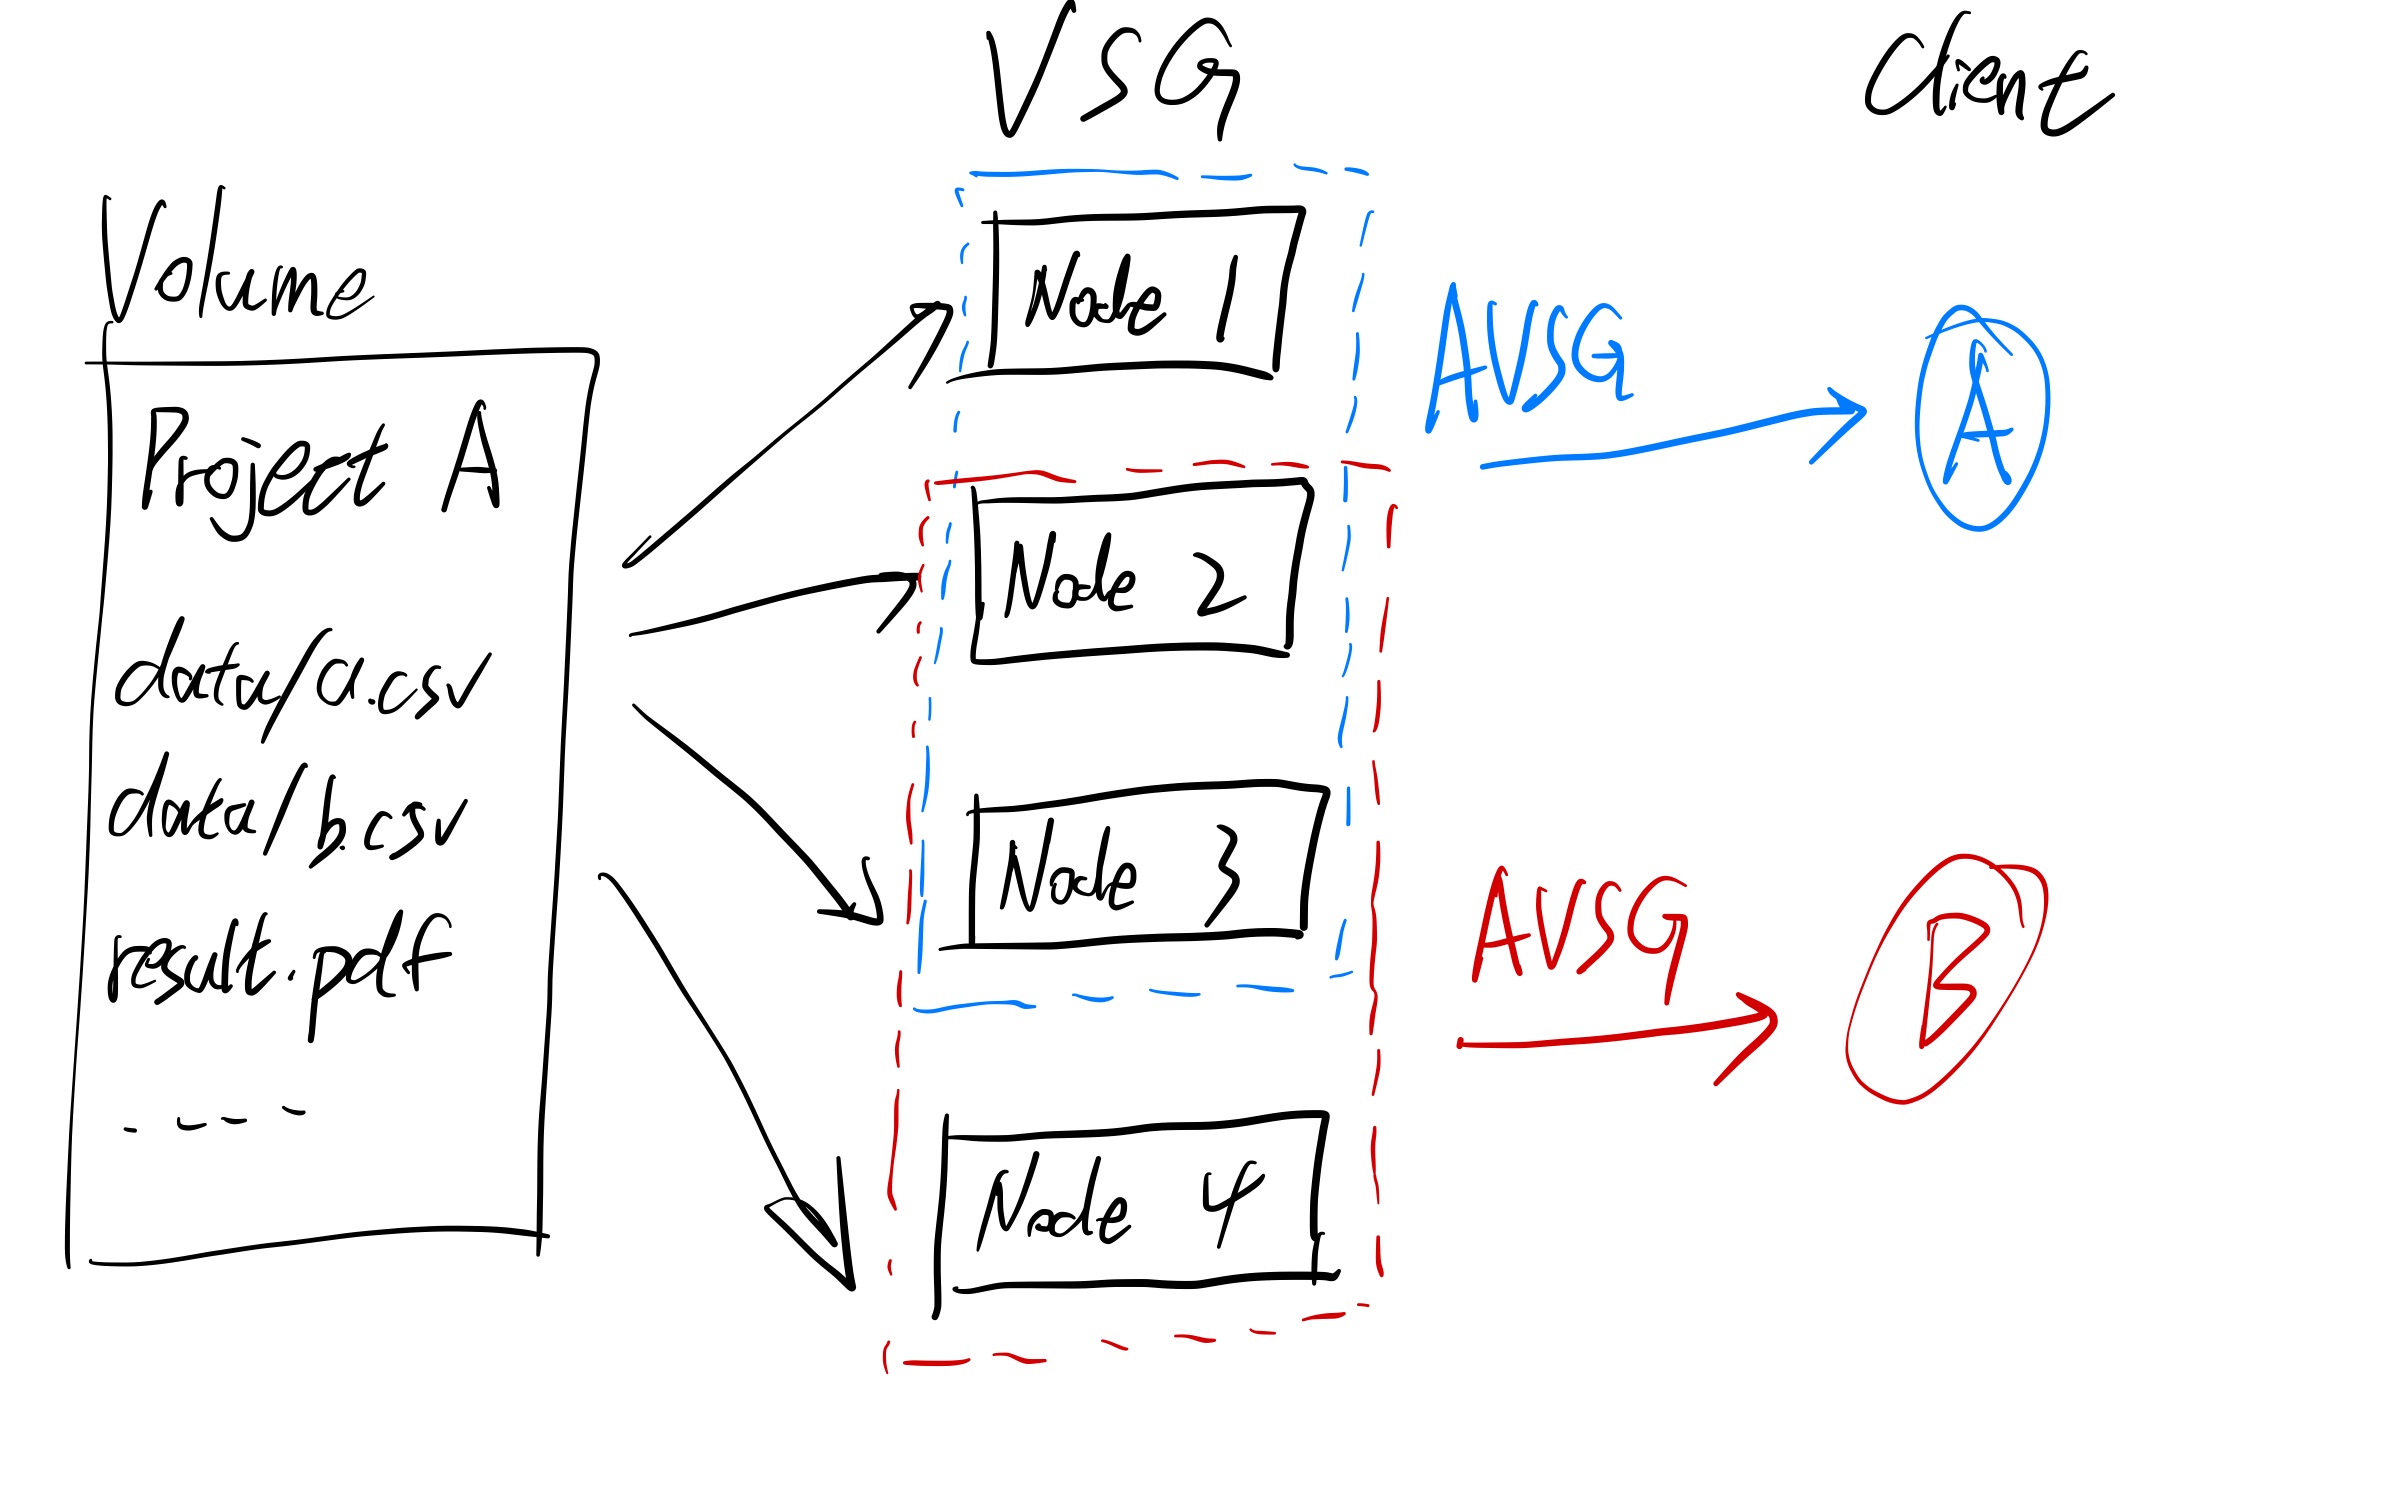 VSG
Client
Volume
Project A
data/a.csv
data/b.csv
result.pdf
Node 1
Node 2
Node 3
Node 4
AVSG
A
AVSG
B